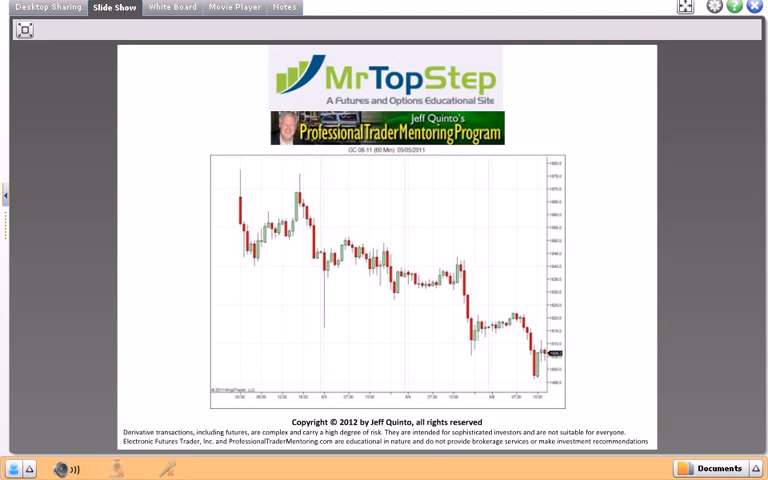 Desktop Sharing
Slide Show
White Board
Movie Player
Notes
MrTopStep
A Futures and Options Educational Site
Jeff Quinto's
ProfessionalTraderMentoringProgram
GC 08-11 (60 Min) 05/05/2011
Copyright © 2012 by Jeff Quinto, all rights reserved
Derivative transactions, including futures, are complex and carry a high degree of risk. They are intended for sophisticated investors and are not suitable for everyone.
Electronic Futures Trader, Inc. and ProfessionalTraderMentoring.com are educational in nature and do not provide brokerage services or make investment recommendations
Documents